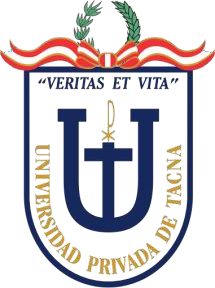 "VERITAS ET VITA"
UNIVERSIDAD PRIVADA DE TACNA